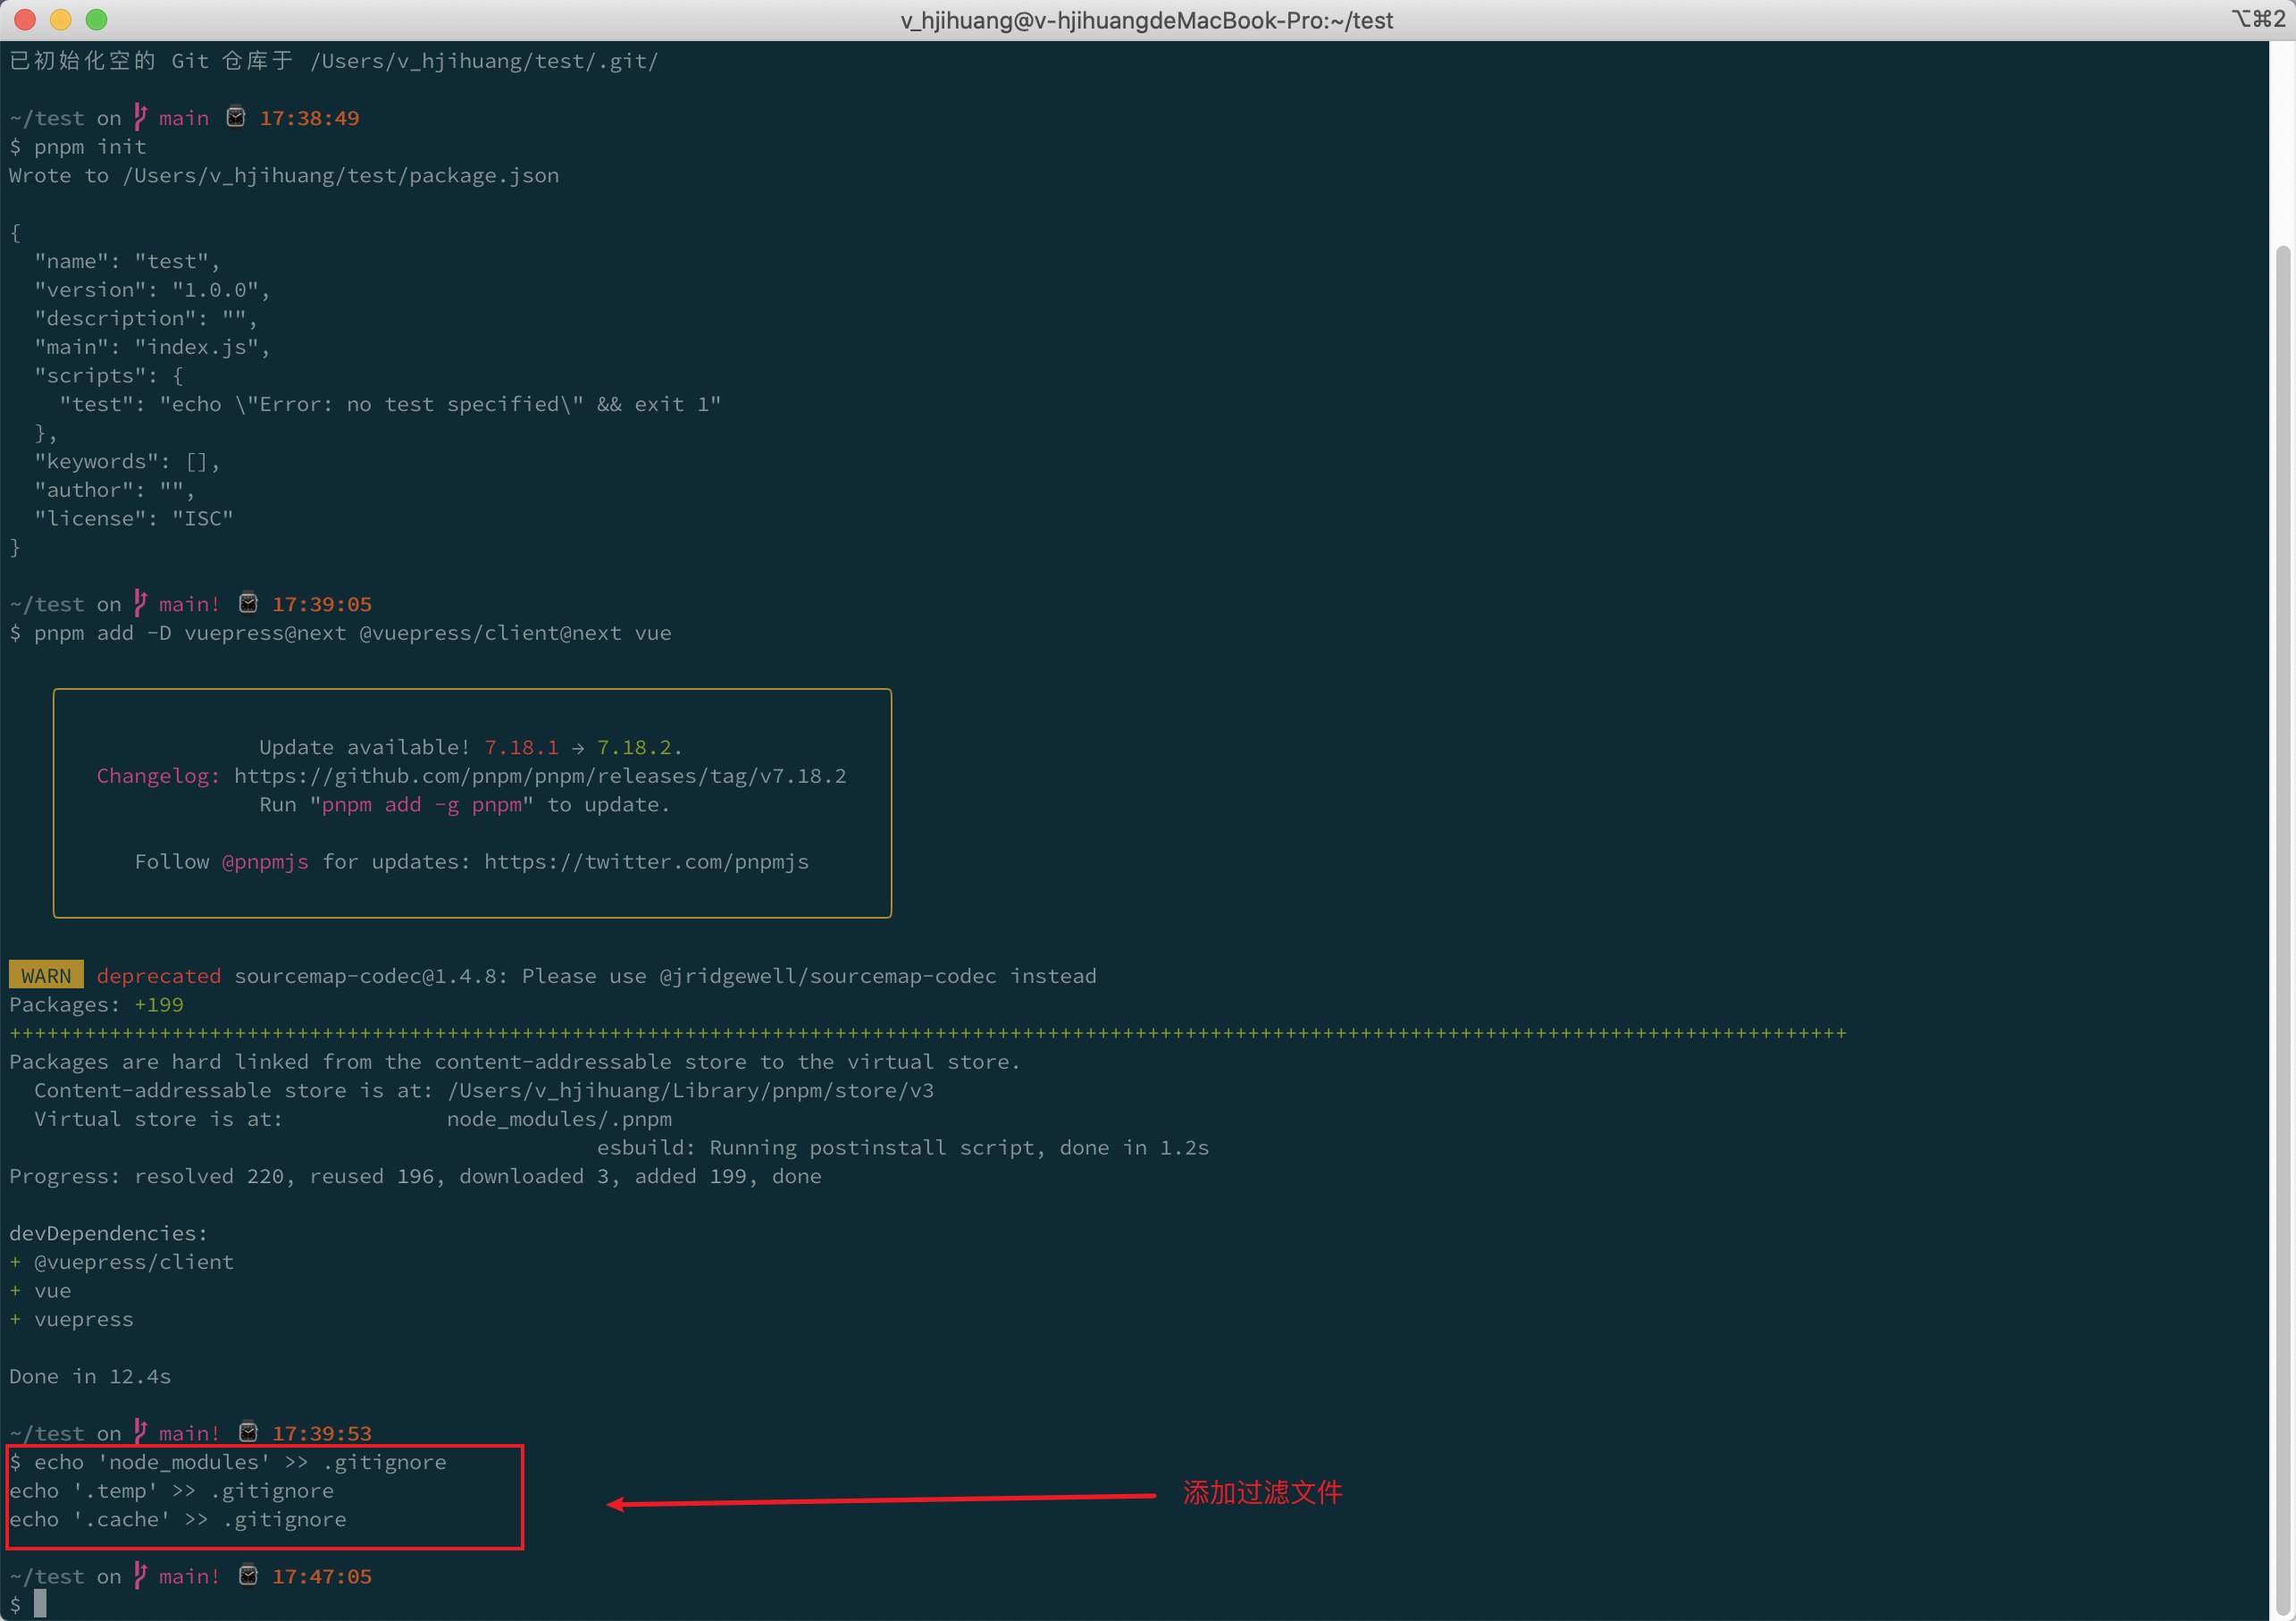 v_hjihuang@v-hjihuangdeMacBook-Pro:~/test
⌥⌘2
已初始化空的 Git 仓库于 /Users/v_hjihuang/test/.git/
~/test on main 17:38:49
$ pnpm init
Wrote to /Users/v_hjihuang/test/package.json
{
"name": "test",
"version": "1.0.0",
"description": "",
"main": "index.js",
"scripts": {
"test": "echo \"Error: no test specified\" && exit 1"
},
"keywords": [],
"author": "",
"license": "ISC"
}
~/test on main! 17:39:05
$ pnpm add -D vuepress@next @vuepress/client@next vue
Update available! 7.18.1 → 7.18.2.
Changelog: https://github.com/pnpm/pnpm/releases/tag/v7.18.2
Run "pnpm add -g pnpm" to update.
Follow @pnpmjs for updates: https://twitter.com/pnpmjs
WARN deprecated sourcemap-codec@1.4.8: Please use @jridgewell/sourcemap-codec instead
Packages: +199
+++++++++++++++++++++++++++++++++++++++++++++++++++++++++++++++++++++++++++++++++++++++++++++++++++++++++++++++++++++++++++++++++++++++++++++++++++
Packages are hard linked from the content-addressable store to the virtual store.
Content-addressable store is at: /Users/v_hjihuang/Library/pnpm/store/v3
Virtual store is at: node_modules/.pnpm
esbuild: Running postinstall script, done in 1.2s
Progress: resolved 220, reused 196, downloaded 3, added 199, done
devDependencies:
+ @vuepress/client
+ vue
+ vuepress
Done in 12.4s
~/test on main! 17:39:53
$ echo 'node_modules' >> .gitignore
echo '.temp' >> .gitignore
echo '.cache' >> .gitignore
添加过滤文件
~/test on main! 17:47:05
$